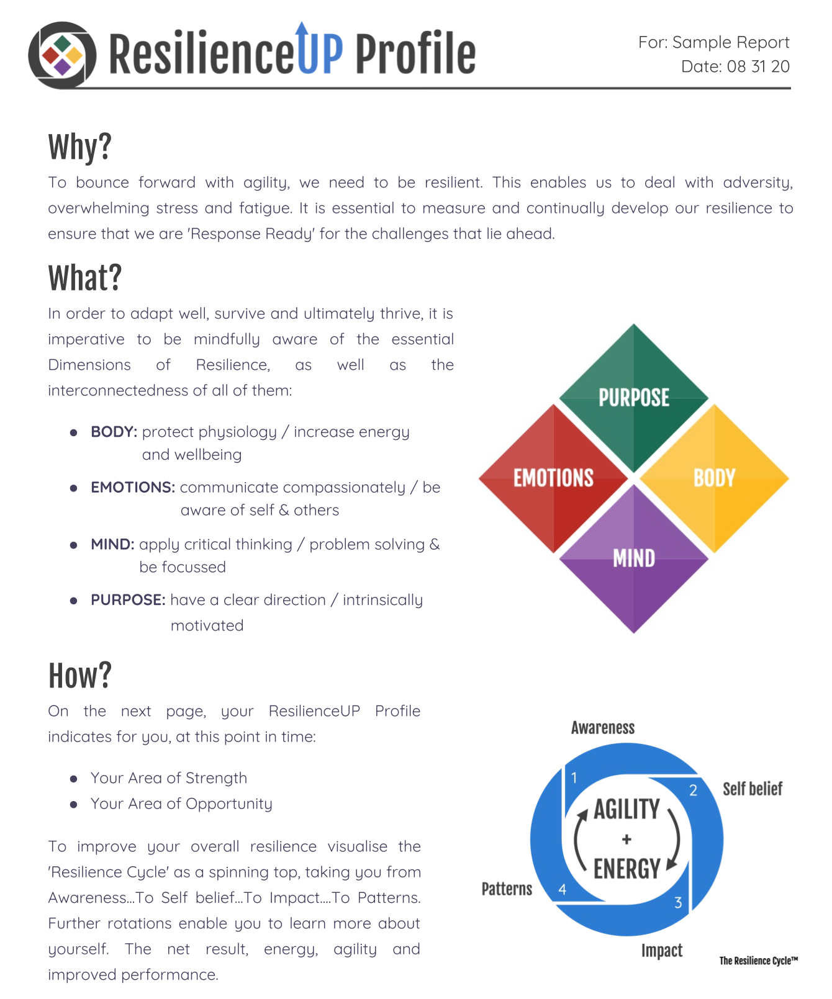 ResilienceUP Profile
For: Sample Report
Date: 08 31 20
Why?
To bounce forward with agility, we need to be resilient. This enables us to deal with adversity,
overwhelming stress and fatigue. It is essential to measure and continually develop our resilience to
ensure that we are 'Response Ready' for the challenges that lie ahead.
What?
In order to adapt well, survive and ultimately thrive, it is
imperative to be mindfully aware of the essential
Dimensions of Resilience, as well as the
interconnectedness of all of them:
● BODY: protect physiology / increase energy
and wellbeing
● EMOTIONS: communicate compassionately / be
aware of self & others
● MIND: apply critical thinking / problem solving &
be focussed
● PURPOSE: have a clear direction / intrinsically
motivated
PURPOSE
EMOTIONS
BODY
MIND
How?
On the next page, your ResilienceUP Profile
indicates for you, at this point in time:
● Your Area of Strength
● Your Area of Opportunity
To improve your overall resilience visualise the
'Resilience Cycle' as a spinning top, taking you from
Awareness...To Self belief...To Impact....To Patterns.
Further rotations enable you to learn more about
yourself. The net result, energy, agility and
improved performance.
Awareness
1
2
Self belief
AGILITY
+
ENERGY
Patterns
4
3
Impact
The Resilience Cycle™